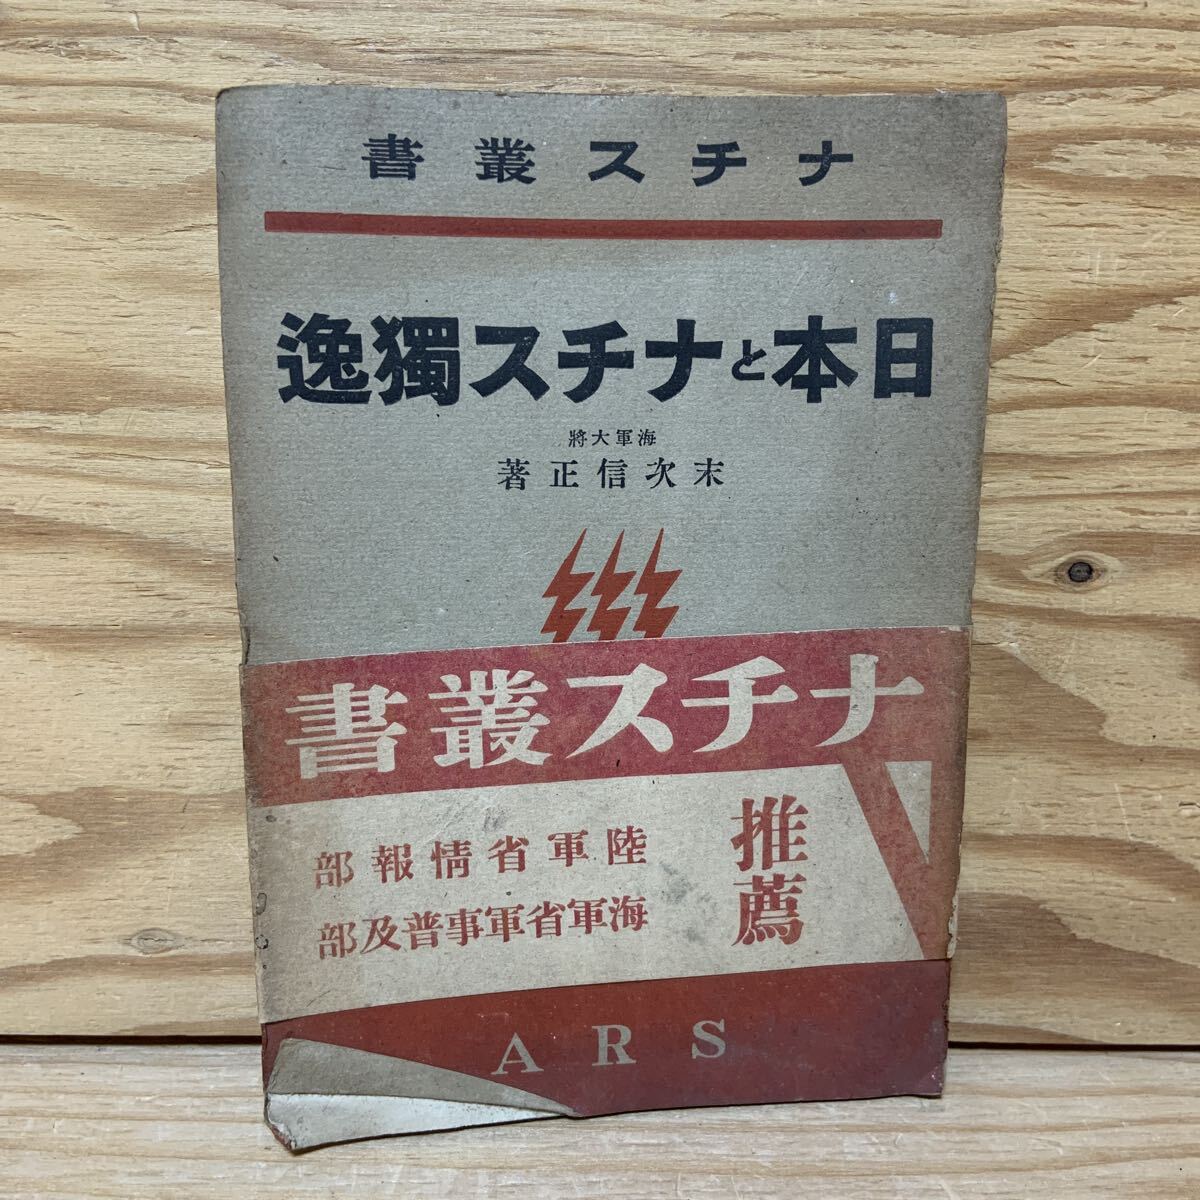 ナチス叢書
日本とナチス獨逸
海軍大將
末次信正著
ナチス叢書
推薦
陸軍省情報部
海軍省軍事普及部
ARS